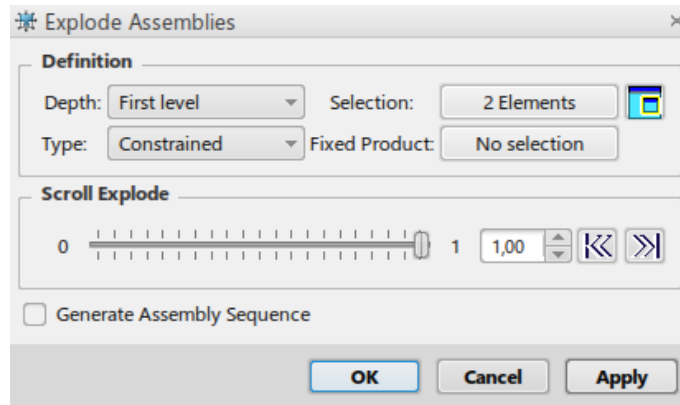 Explode Assemblies
Definition
Depth: First level Selection: 2 Elements
Type: Constrained Fixed Product: No selection
Scroll Explode
0 1 1,00
Generate Assembly Sequence
OK Cancel Apply